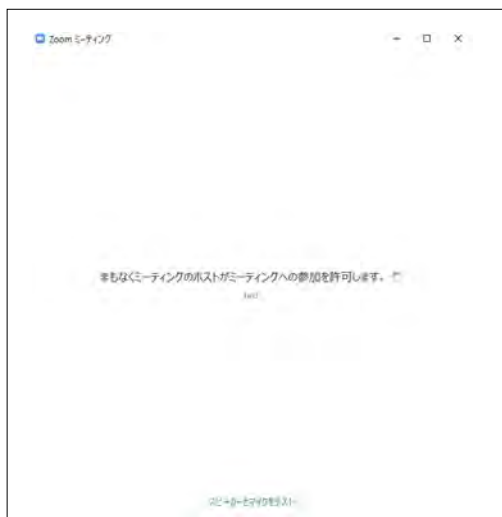 Zoom ミーティング
まもなくミーティングのホストがミーティングへの参加を許可します。
スピーカーとマイクをテスト